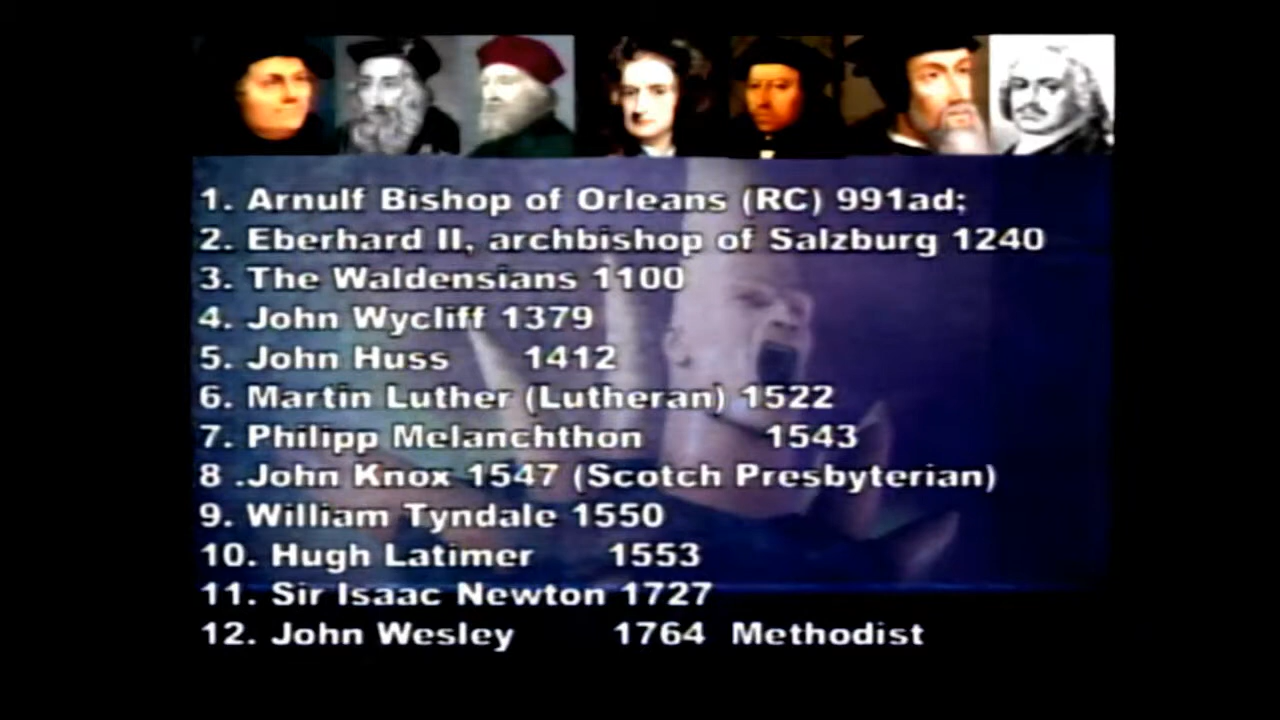 1. Arnulf Bishop of Orleans (RC) 991ad;
2. Eberhard II, archbishop of Salzburg 1240
3. The Waldensians 1100
4. John Wycliff 1379
5. John Huss 1412
6. Martin Luther (Lutheran) 1522
7. Philipp Melanchthon 1543
8 .John Knox 1547 (Scotch Presbyterian)
9. William Tyndale 1550
10. Hugh Latimer 1553
11. Sir Isaac Newton 1727
12. John Wesley 1764 Methodist